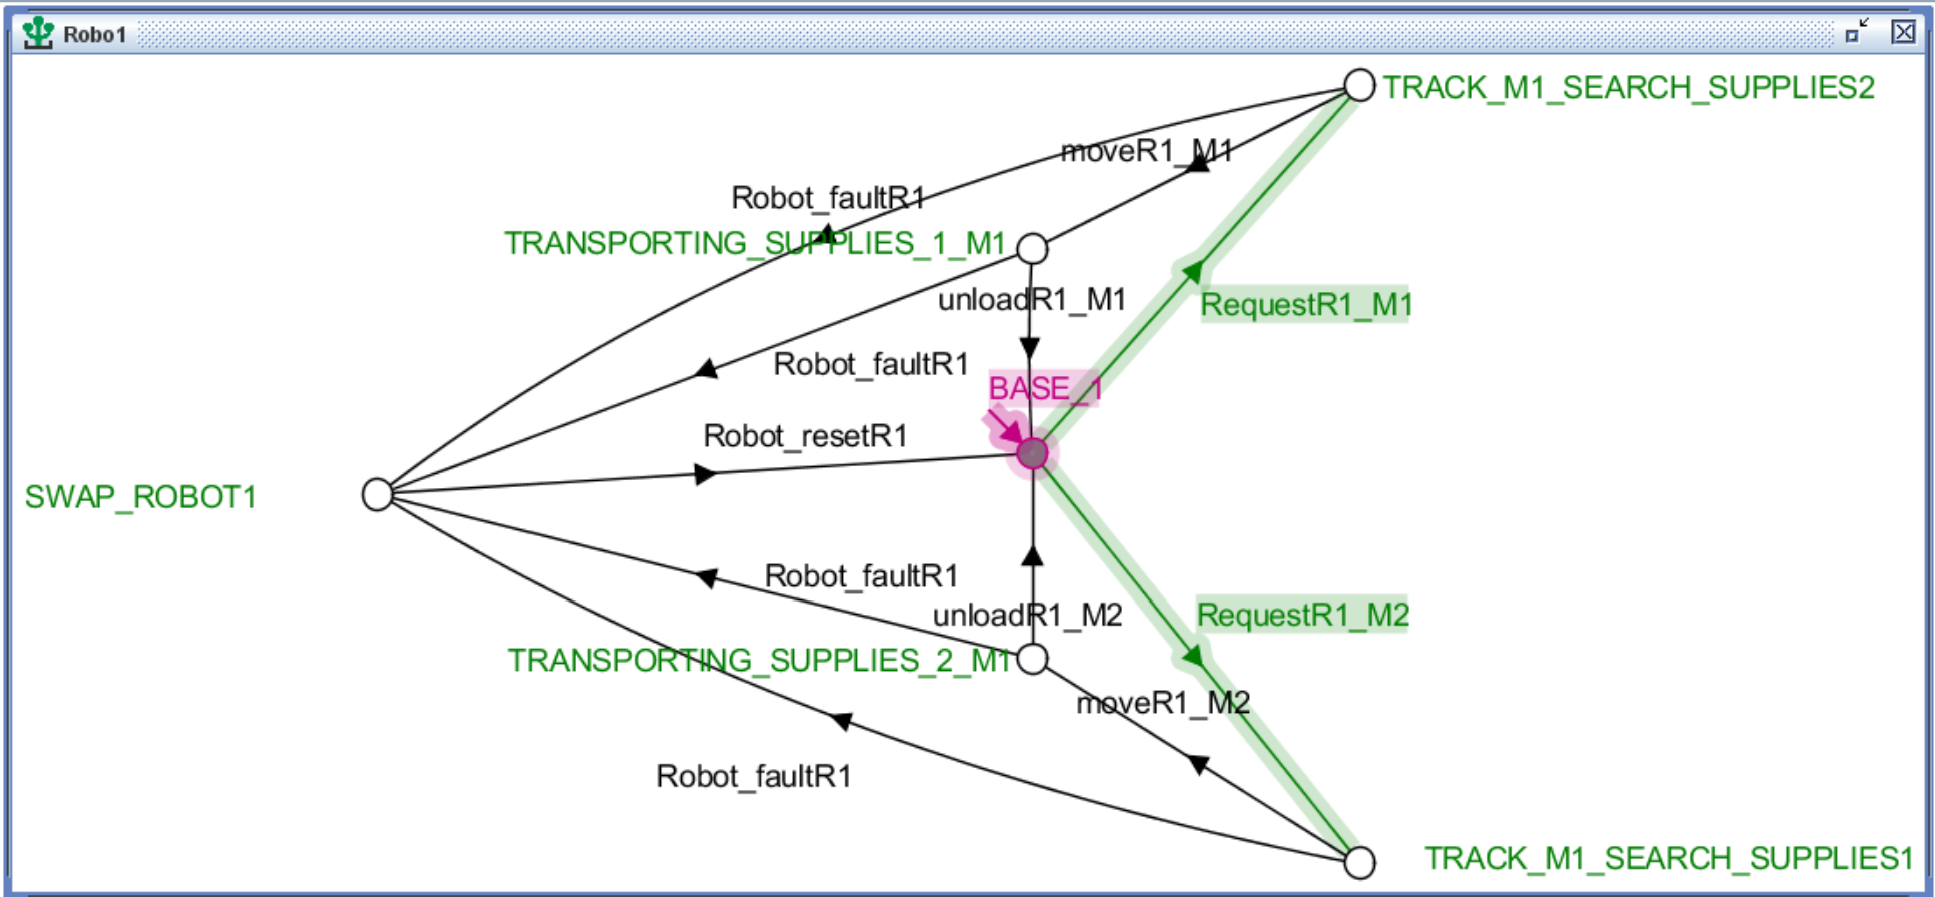 Robo1
TRACK_M1_SEARCH_SUPPLIES2
moveR1_M1
Robot_faultR1
TRANSPORTING_SUPPLIES_1_M1
unloadR1_M1
RequestR1_M1
Robot_faultR1
BASE_1
Robot_resetR1
SWAP_ROBOT1
Robot_faultR1
unloadR1_M2
RequestR1_M2
TRANSPORTING_SUPPLIES_2_M1
moveR1_M2
Robot_faultR1
TRACK_M1_SEARCH_SUPPLIES1